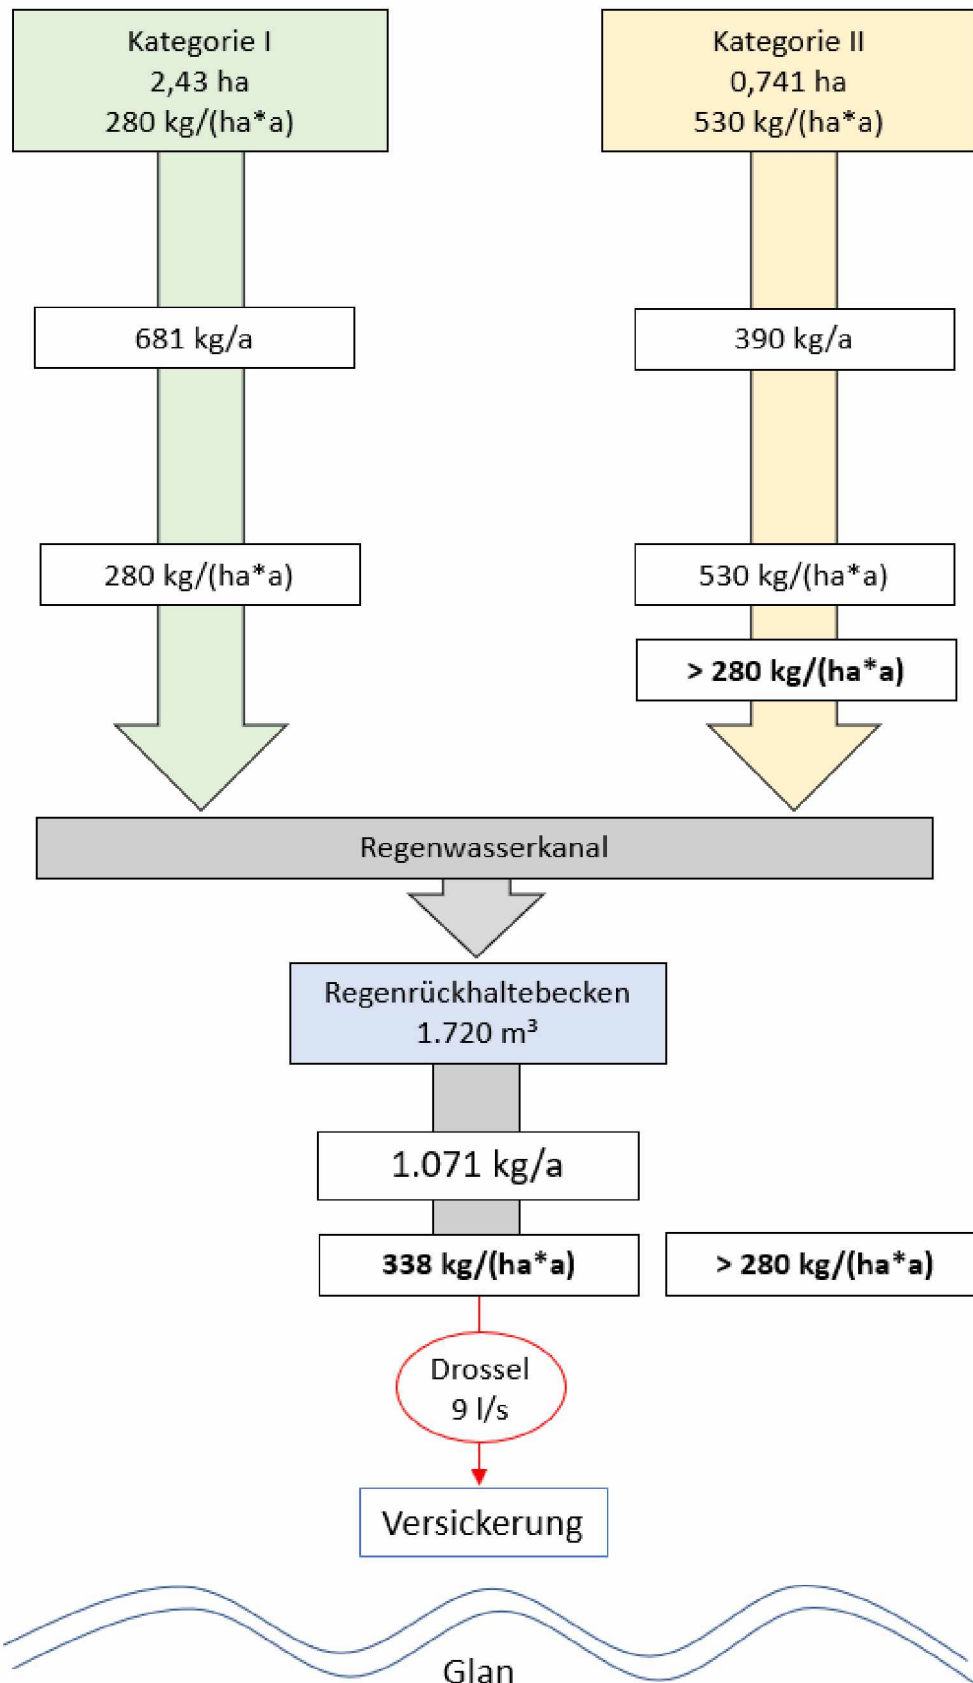 Kategorie I
2,43 ha
280 kg/(ha*a)
Kategorie II
0,741 ha
530 kg/(ha*a)
681 kg/a
390 kg/a
280 kg/(ha*a)
530 kg/(ha*a)
> 280 kg/(ha*a)
Regenwasserkanal
Regenrückhaltebecken
1.720 m³
1.071 kg/a
338 kg/(ha*a)
> 280 kg/(ha*a)
Drossel
9 l/s
Versickerung
Glan